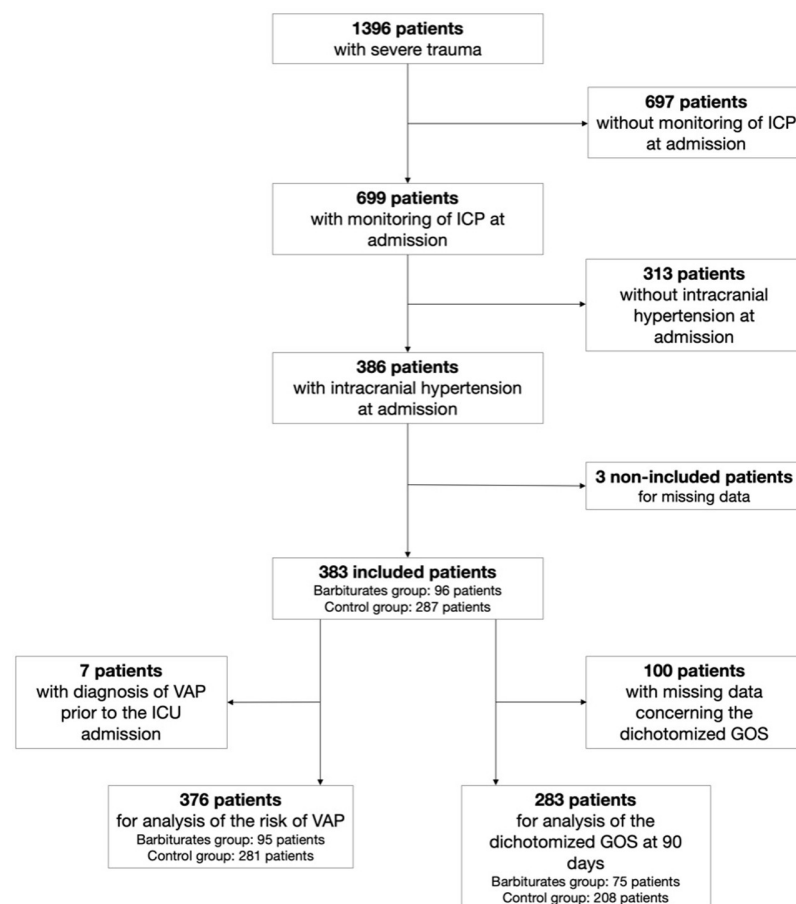 1396 patients
with severe trauma
697 patients
without monitoring of ICP
at admission
699 patients
with monitoring of ICP at
admission
313 patients
without intracranial
hypertension at
admission
386 patients
with intracranial hypertension
at admission
3 non-included patients
for missing data
383 included patients
Barbiturates group: 96 patients
Control group: 287 patients
7 patients
with diagnosis of VAP
prior to the ICU
admission
100 patients
with missing data
concerning the
dichotomized GOS
376 patients
for analysis of the risk of VAP
Barbiturates group: 95 patients
Control group: 281 patients
283 patients
for analysis of the
dichotomized GOS at 90
days
Barbiturates group: 75 patients
Control group: 208 patients